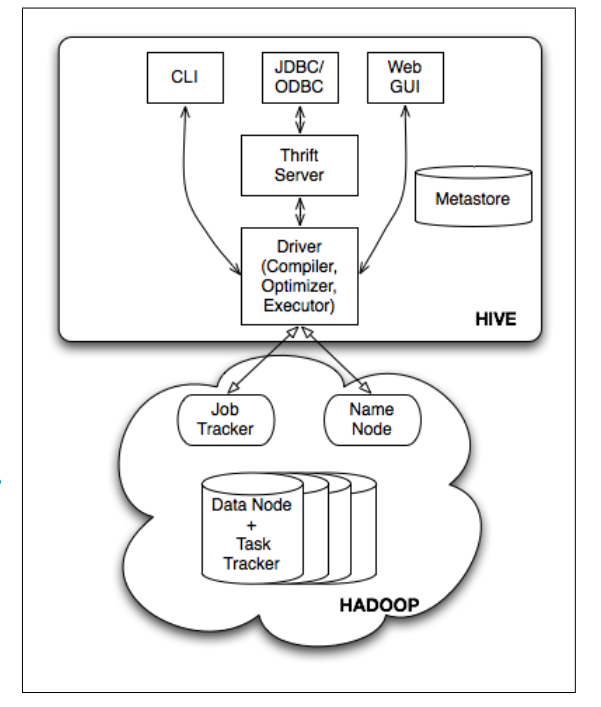 CLI
JDBC/
ODBC
Web
GUI
Thrift
Server
Metastore
Driver
(Compiler,
Optimizer,
Executor)
HIVE
Job
Tracker
Name
Node
Data Node
+
Task
Tracker
HADOOP